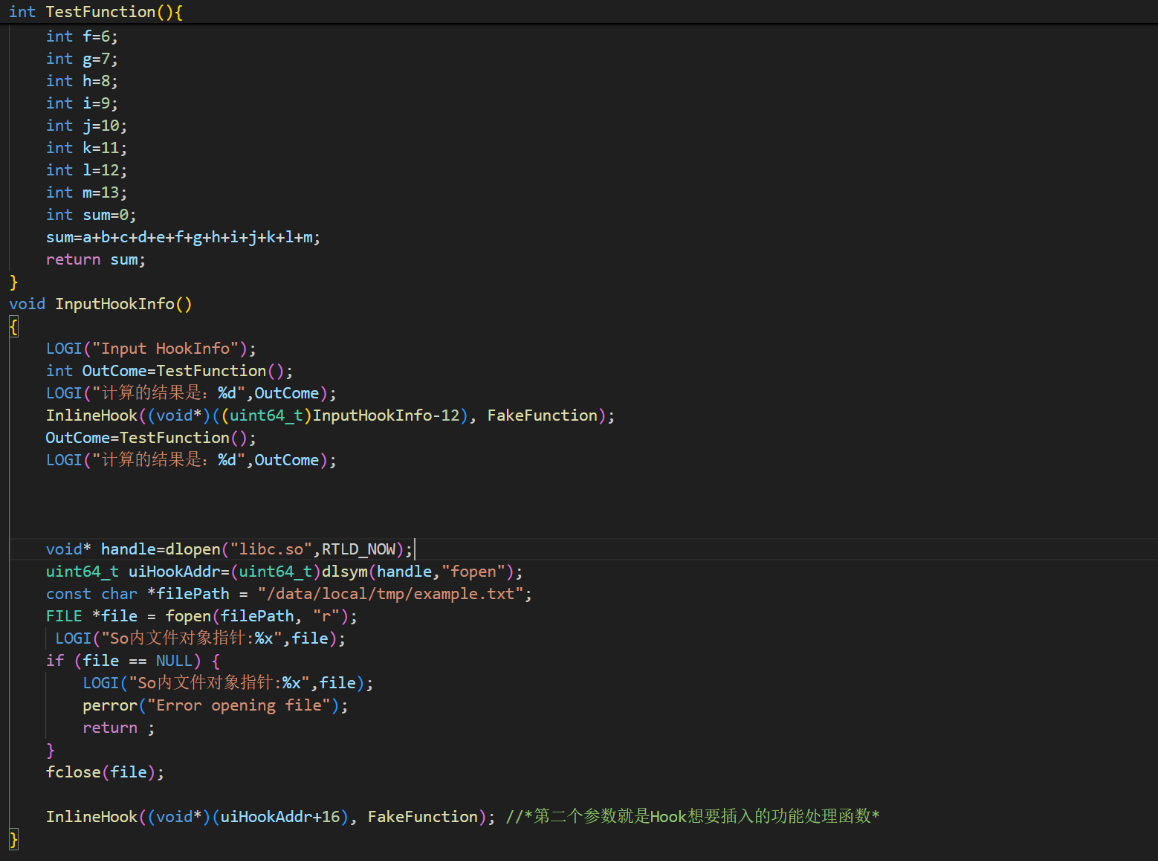 int TestFunction(){
int f=6;
int g=7;
int h=8;
int i=9;
int j=10;
int k=11;
int l=12;
int m=13;
int sum=0;
sum=a+b+c+d+e+f+g+h+i+j+k+l+m;
return sum;
}
void InputHookInfo()
{
LOGI("Input HookInfo");
int OutCome=TestFunction();
LOGI("计算的结果是：%d",OutCome);
InlineHook((void*)((uint64_t)InputHookInfo-12), FakeFunction);
OutCome=TestFunction();
LOGI("计算的结果是：%d",OutCome);
void* handle=dlopen("libc.so",RTLD_NOW);
uint64_t uiHookAddr=(uint64_t)dlsym(handle,"fopen");
const char *filePath = "/data/local/tmp/example.txt";
FILE *file = fopen(filePath, "r");
LOGI("So内文件对象指针:%x",file);
if (file == NULL) {
LOGI("So内文件对象指针:%x",file);
perror("Error opening file");
return ;
}
fclose(file);
InlineHook((void*)(uiHookAddr+16), FakeFunction); //*第二个参数就是Hook想要插入的功能处理函数*
}